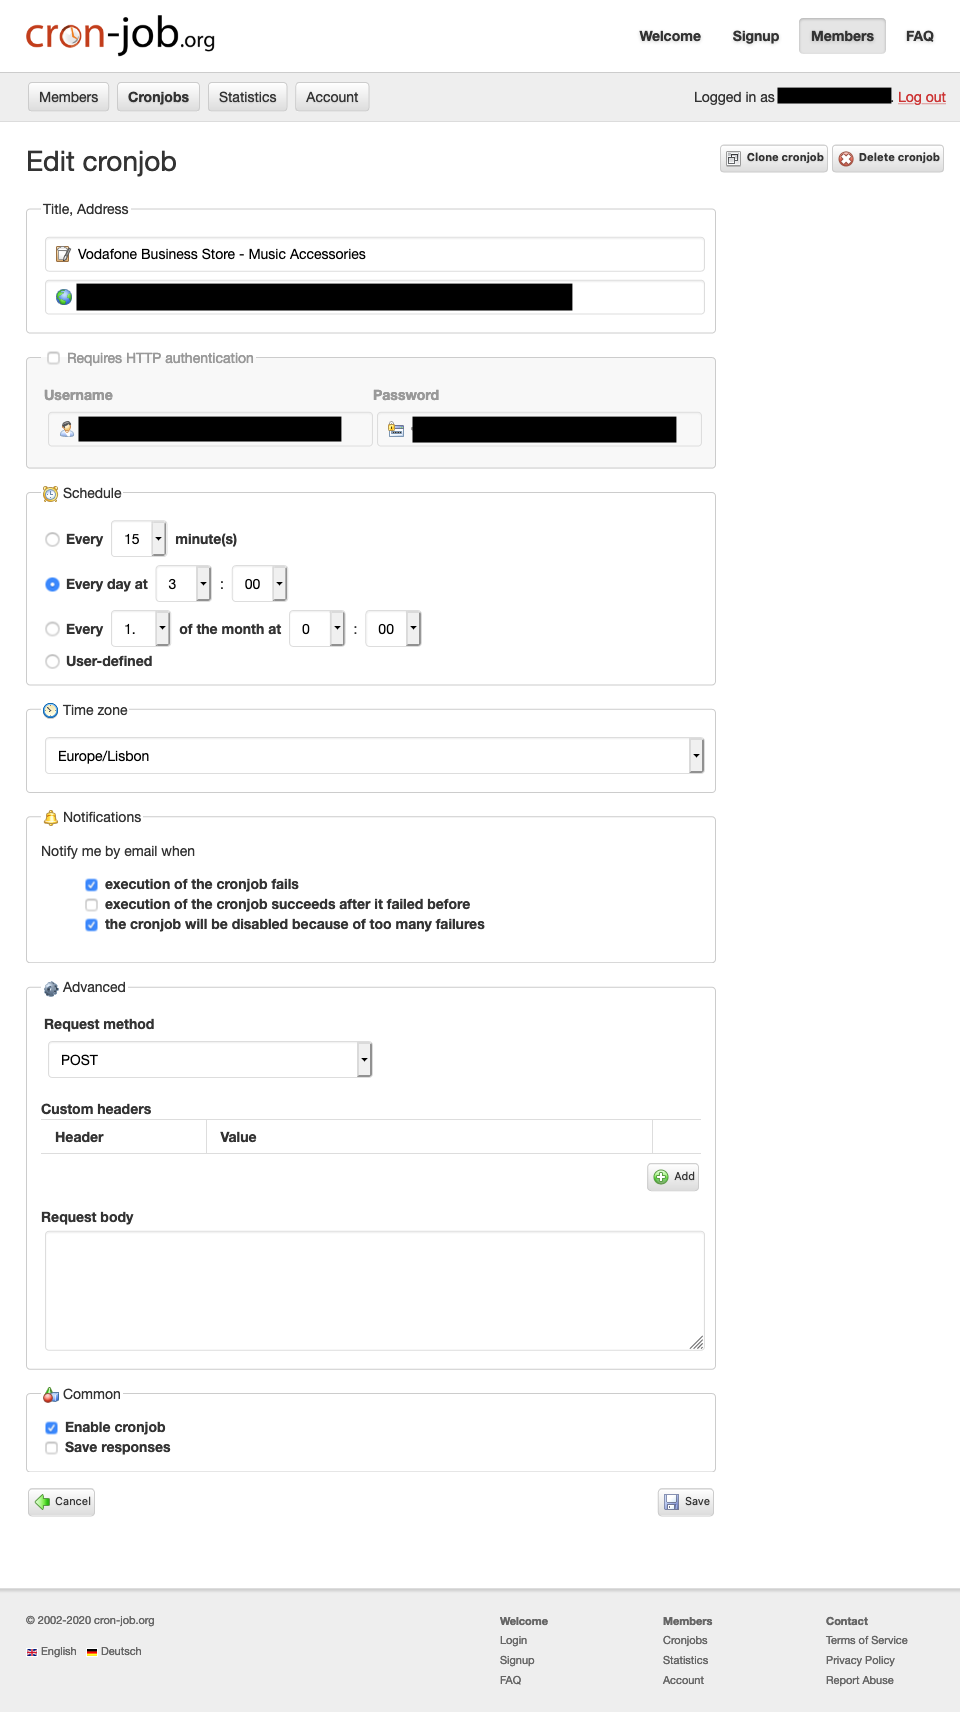 cron-job.org
Welcome Signup Members FAQ
Members Cronjobs Statistics Account Logged in as . Log out
Edit cronjob Clone cronjob Delete cronjob
Title, Address
Vodafone Business Store - Music Accessories
Requires HTTP authentication
Username Password
Schedule
Every 15 minute(s)
Every day at 3 : 00
Every 1. of the month at 0 : 00
User-defined
Time zone
Europe/Lisbon
Notifications
Notify me by email when
execution of the cronjob fails
execution of the cronjob succeeds after it failed before
the cronjob will be disabled because of too many failures
Advanced
Request method
POST
Custom headers
Header Value
Add
Request body
Common
Enable cronjob
Save responses
Cancel Save
© 2002-2020 cron-job.org Welcome Members Contact
Login Cronjobs Terms of Service
English Deutsch Signup Statistics Privacy Policy
FAQ Account Report Abuse